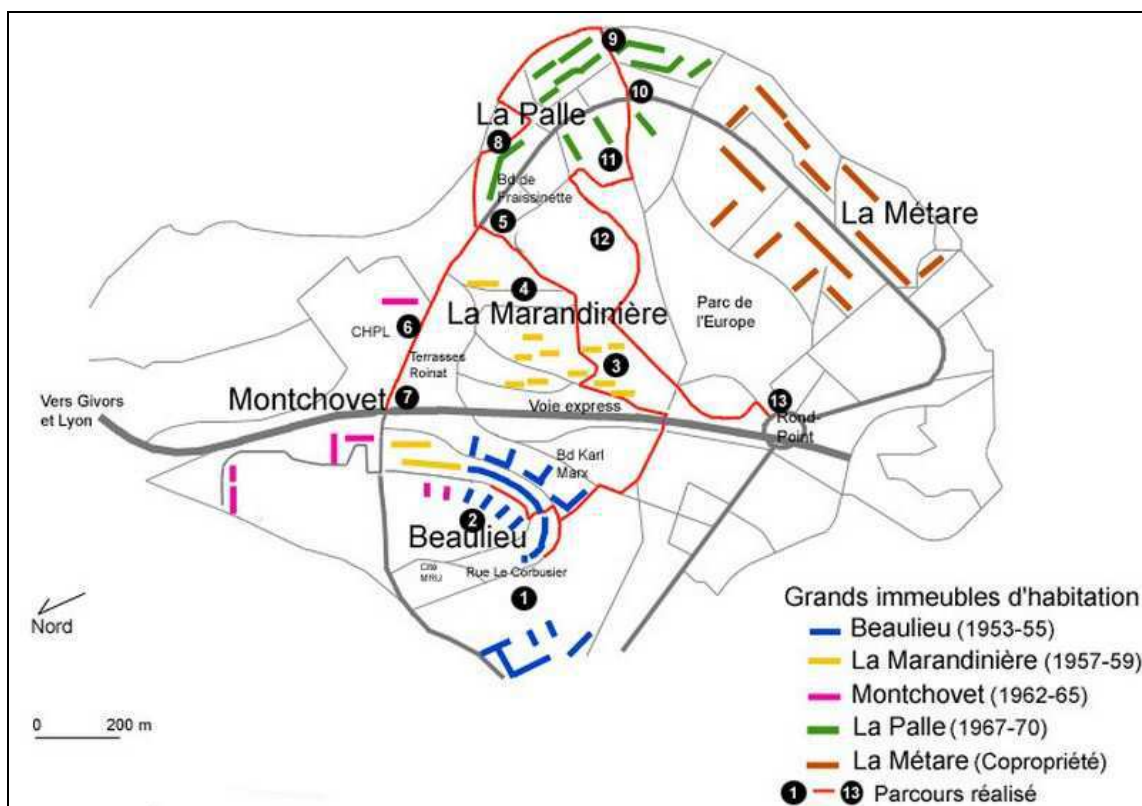 9
10
La Palle
8
11
Bd de
Fraissinette
La Métare
5
12
4
La Marandinière
Parc de
l'Europe
6
CHPL
Terrasses
Roinat
3
Vers Givors
et Lyon
Montchovet
7
Voie express
13
Rond-
Point
Bd Karl
Marx
2
Beaulieu
Cité
MRU
Rue Le Corbusier
1
Nord
0 200 m
Grands immeubles d'habitation
Beaulieu (1953-55)
La Marandinière (1957-59)
Montchovet (1962-65)
La Palle (1967-70)
La Métare (Copropriété)
1 13 Parcours réalisé